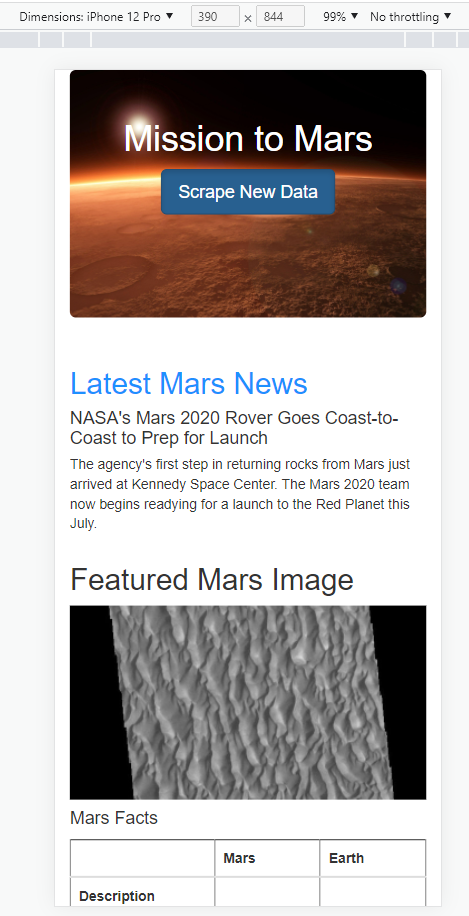 Dimensions: iPhone 12 Pro ▼ 390 × 844 99% ▼ No throttling ▼
Mission to Mars
Scrape New Data
Latest Mars News
NASA's Mars 2020 Rover Goes Coast-to-
Coast to Prep for Launch
The agency's first step in returning rocks from Mars just
arrived at Kennedy Space Center. The Mars 2020 team
now begins readying for a launch to the Red Planet this
July.
Featured Mars Image
Mars Facts
Mars Earth
Description